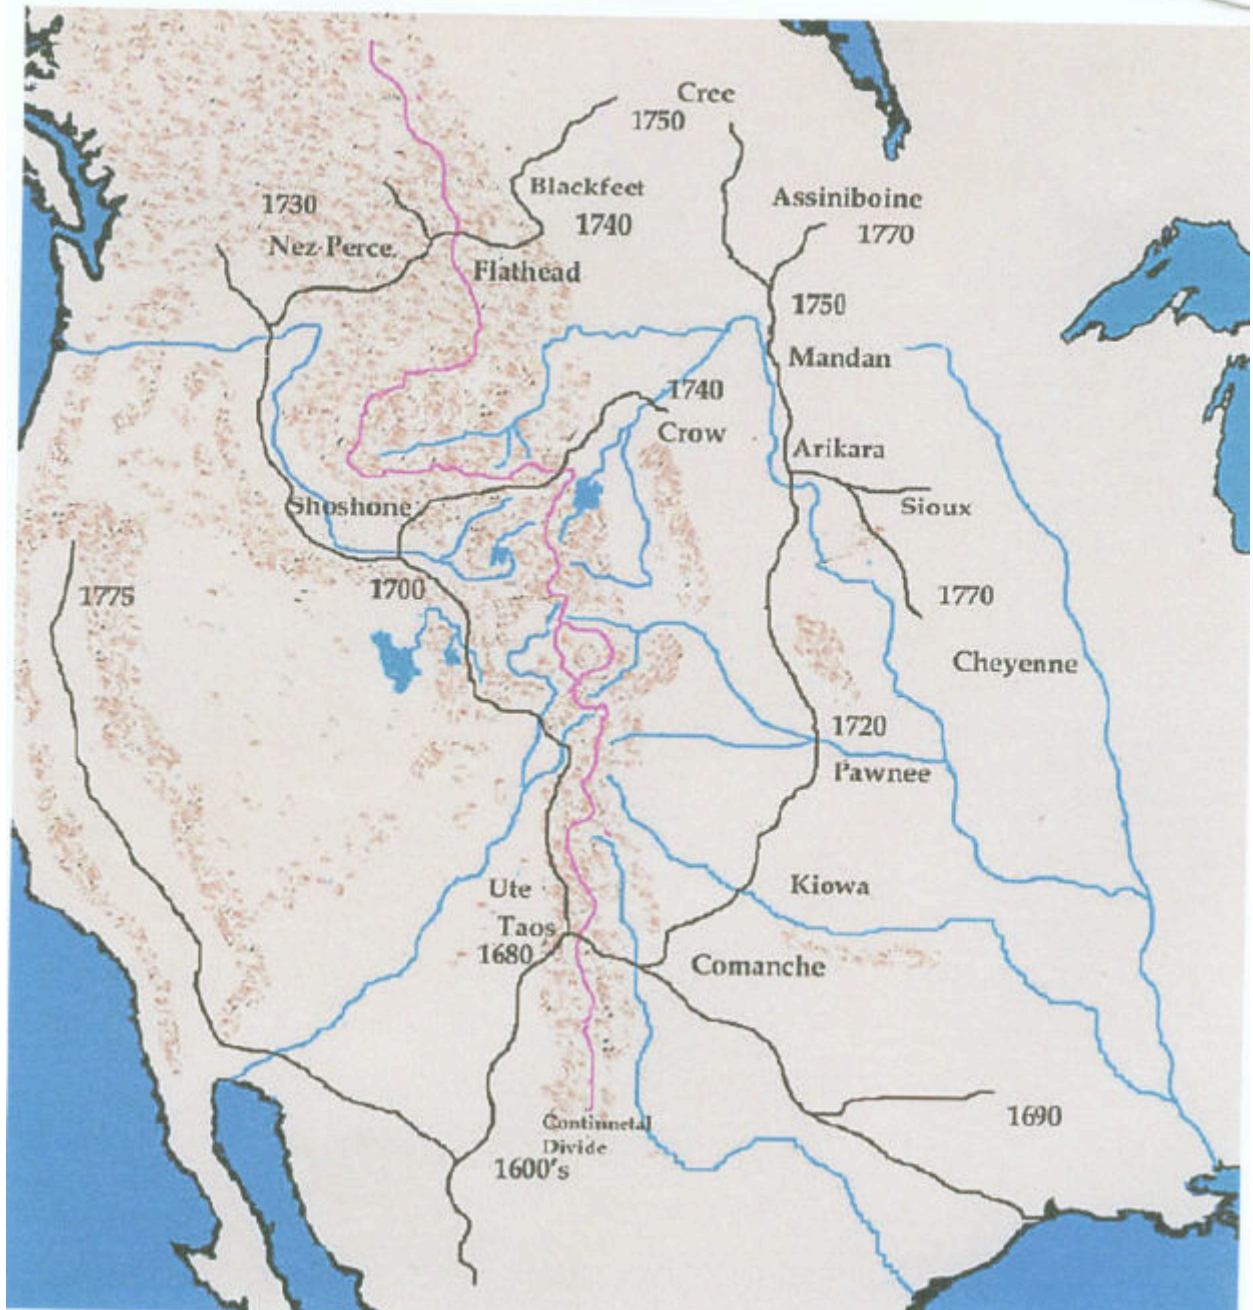 Cree
1750
Blackfeet
1740
Assiniboine
1770
1730
Nez-Perce
Flathead
1750
Mandan
1740
Crow
Arikara
Sioux
Shoshone
1700
1775
1770
Cheyenne
1720
Pawnee
Ute
Kiowa
Taos
1680
Comanche
Continnetal
Divide
1690
1600's